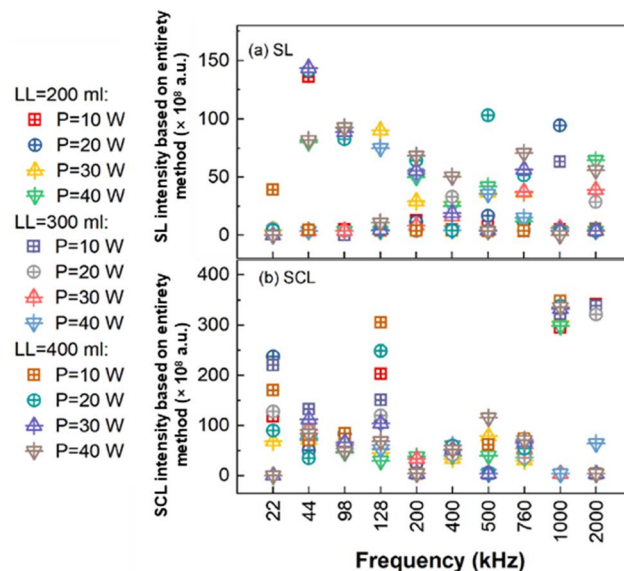 LL=200 ml:
P=10 W
P=20 W
P=30 W
P=40 W
LL=300 ml:
P=10 W
P=20 W
P=30 W
P=40 W
LL=400 ml:
P=10 W
P=20 W
P=30 W
P=40 W
SL intensity based on entirety
method (× 10⁸ a.u.)
(a) SL
150
100
50
0
SCL intensity based on entirety
method (× 10⁸ a.u.)
(b) SCL
400
300
200
100
0
22
44
98
128
200
400
500
760
1000
2000
Frequency (kHz)